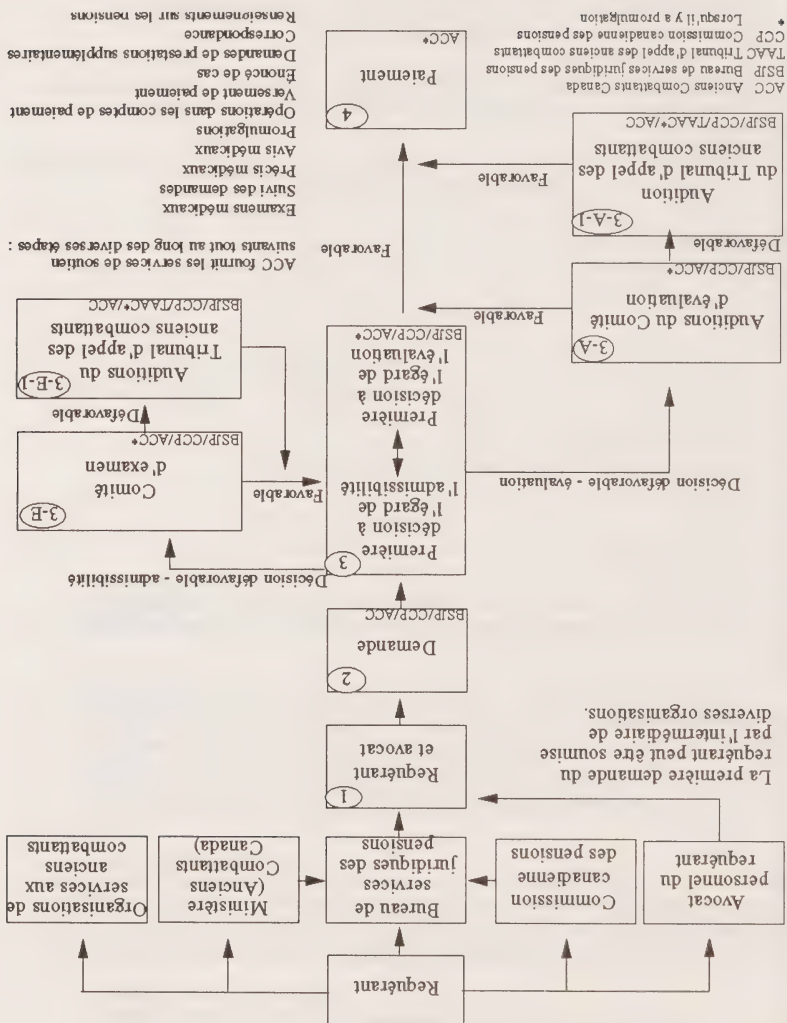 Requérant
Avocat
personnel du
requérant
Commission
canadienne
des pensions
Bureau de
services
juridiques des
pensions
Ministère
(Anciens
Combattants
Canada)
Organisations de
services aux
anciens
combattants
La première demande du
requérant peut être soumise
par l'intermédiaire de
diverses organisations.
1
Requérant
et avocat
2
Demande
BSJP/CCP/ACC
Décision défavorable - admissibilité
3
Première
décision à
l'égard de
l'admissibilité
Première
décision à
l'égard de
l'évaluation
BSJP/CCP/ACC*
Décision défavorable - évaluation
3-E
Comité
d'examen
BSJP/CCP/ACC*
Favorable
Défavorable
3-E-1
Auditions du
Tribunal d'appel des
anciens combattants
BSJP/CCP/TAAC*/ACC
3-A
Auditions du Comité
d'évaluation
BSJP/CCP/ACC*
Favorable
Défavorable
3-A-1
Audition
du Tribunal d'appel des
anciens combattants
BSJP/CCP/TAAC*/ACC
Favorable
Favorable
4
Paiement
ACC*
ACC fournit les services de soutien
suivants tout au long des diverses étapes :
Examens médicaux
Suivi des demandes
Précis médicaux
Avis médicaux
Promulgations
Opérations dans les comptes de paiement
Versement de paiement
Énoncé de cas
Demandes de prestations supplémentaires
Correspondance
Renseignements sur les pensions
ACC Anciens Combattants Canada
BSJP Bureau de services juridiques des pensions
TAAC Tribunal d'appel des anciens combattants
CCP Commission canadienne des pensions
* Lorsqu'il y a promulgation